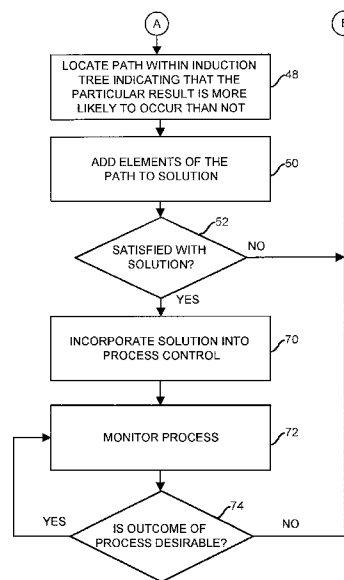 A
B
LOCATE PATH WITHIN INDUCTION
TREE INDICATING THAT THE
PARTICULAR RESULT IS MORE
LIKELY TO OCCUR THAN NOT
48
ADD ELEMENTS OF THE
PATH TO SOLUTION
50
52
SATISFIED WITH
SOLUTION?
NO
YES
INCORPORATE SOLUTION INTO
PROCESS CONTROL
70
MONITOR PROCESS
72
74
YES
IS OUTCOME OF
PROCESS DESIRABLE?
NO